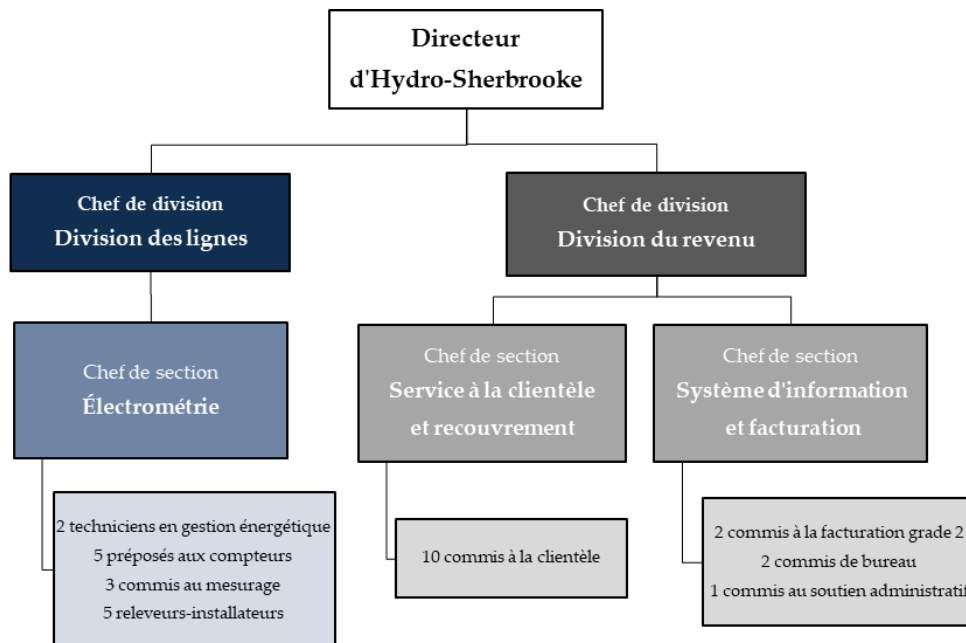 Directeur
d'Hydro-Sherbrooke
Chef de division
Division des lignes
Chef de division
Division du revenu
Chef de section
Électrométrie
Chef de section
Service à la clientèle
et recouvrement
Chef de section
Système d'information
et facturation
2 techniciens en gestion énergétique
5 préposés aux compteurs
3 commis au mesurage
5 releveurs-installateurs
10 commis à la clientèle
2 commis à la facturation grade 2
2 commis de bureau
1 commis au soutien administratif